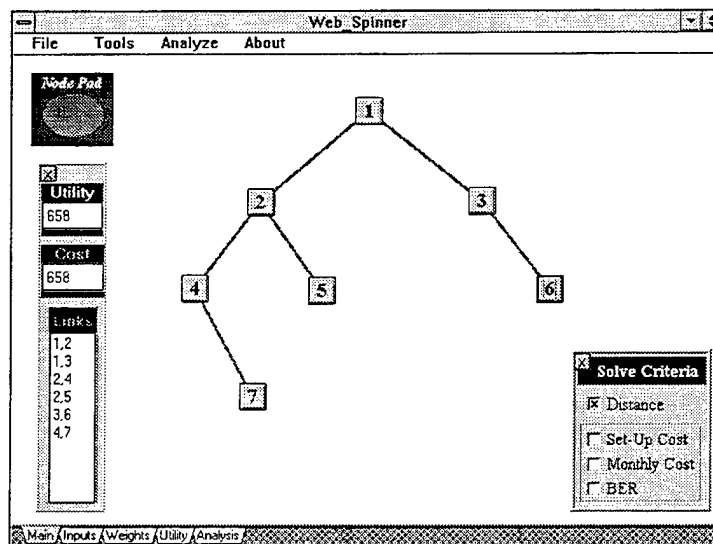 Web_Spinner
File Tools Analyze About
Node Pad
1
2
3
4
5
6
7
x
Utility
658
Cost
658
Links
1,2
1,3
2,4
2,5
3,6
4,7
x
Solve Criteria
x Distance
Set-Up Cost
Monthly Cost
BER
Main Inputs Weights Utility Analysis